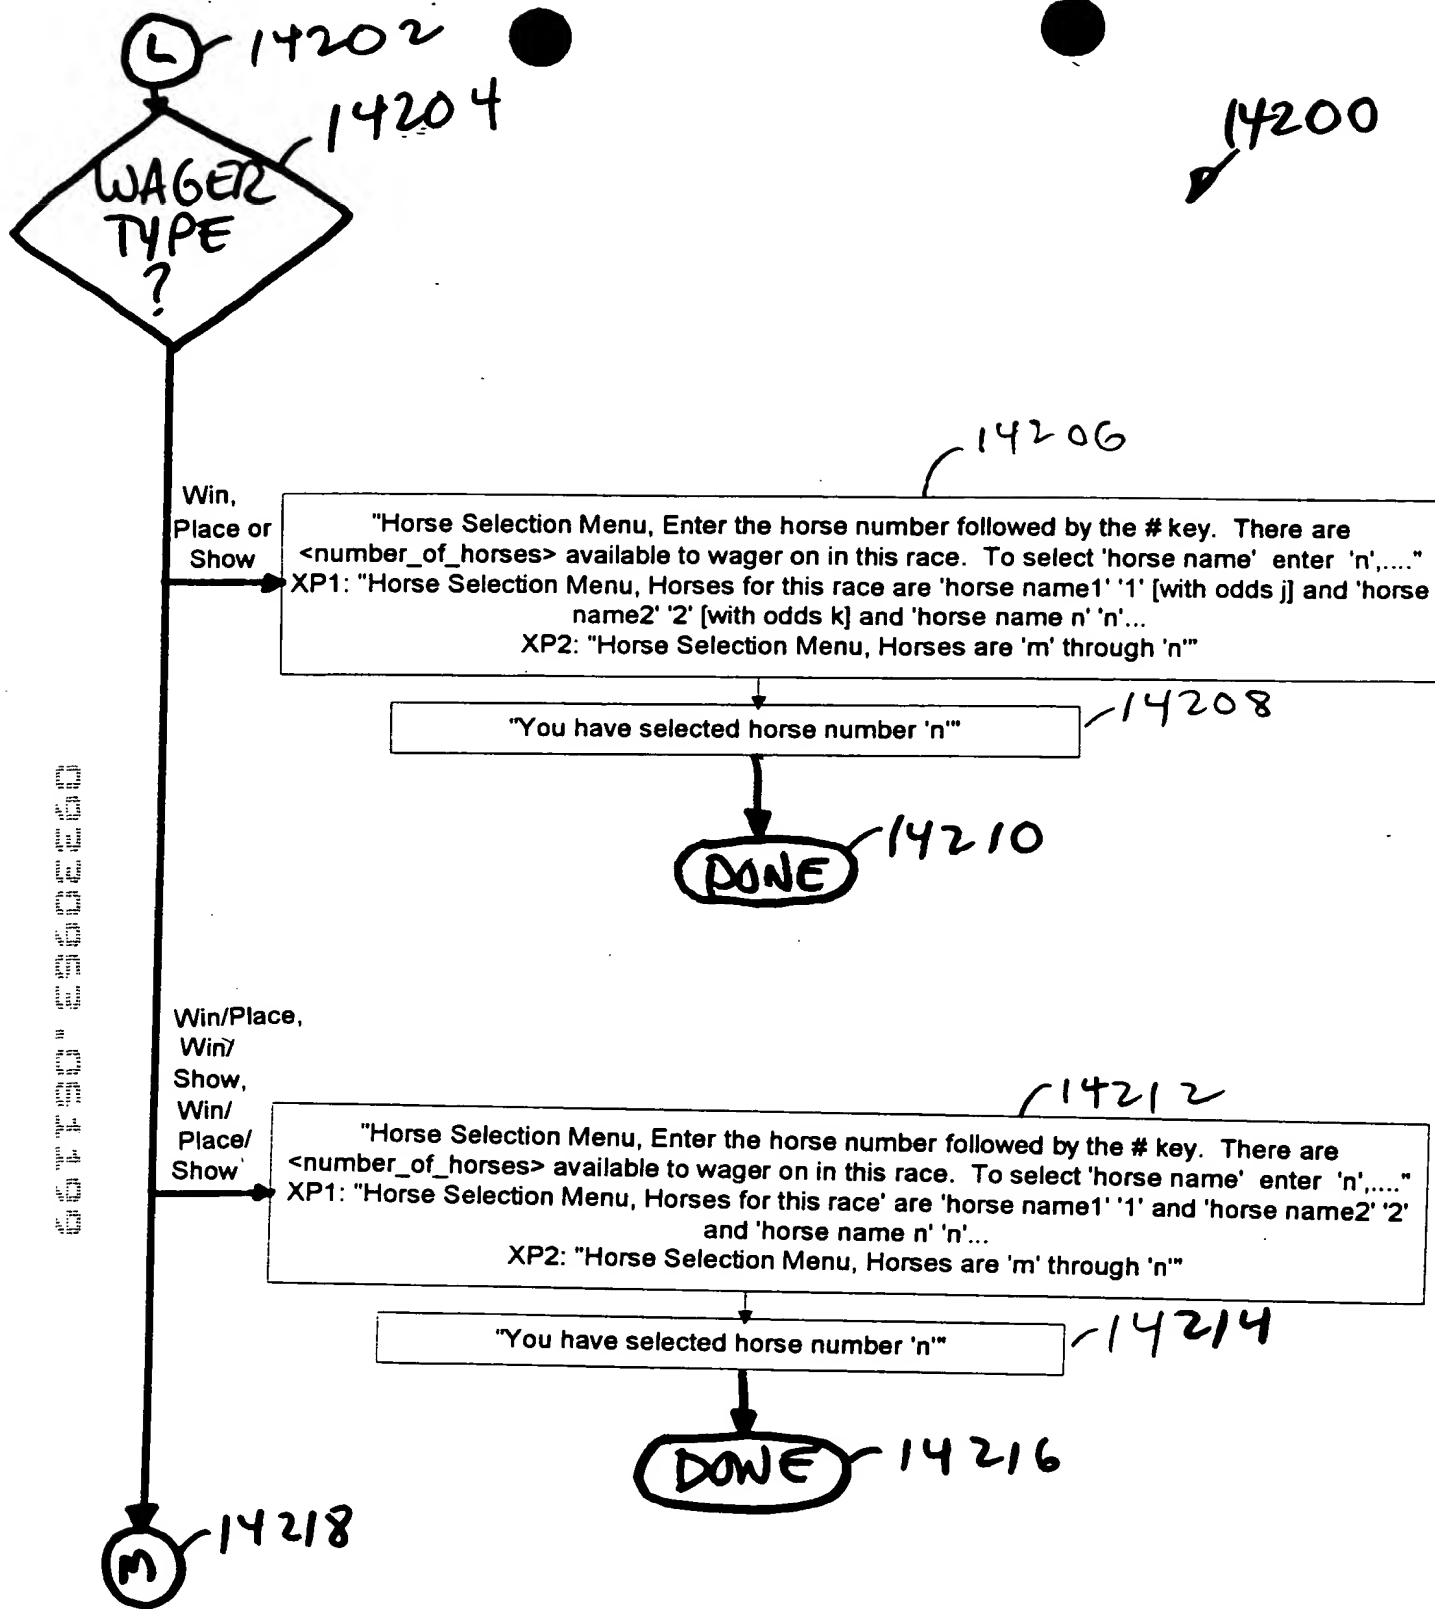 L 14202
14204
14200
WAGER
TYPE
?
14206
Win,
Place or
Show
"Horse Selection Menu, Enter the horse number followed by the # key. There are
<number_of_horses> available to wager on in this race. To select 'horse name' enter 'n',...."
XP1: "Horse Selection Menu, Horses for this race are 'horse name1' '1' [with odds j] and 'horse
name2' '2' [with odds k] and 'horse name n' 'n'...
XP2: "Horse Selection Menu, Horses are 'm' through 'n'"
14208
"You have selected horse number 'n'"
14210
DONE
09330953.051199
Win/Place,
Win/
Show,
Win/
Place/
Show
14212
"Horse Selection Menu, Enter the horse number followed by the # key. There are
<number_of_horses> available to wager on in this race. To select 'horse name' enter 'n',...."
XP1: "Horse Selection Menu, Horses for this race' are 'horse name1' '1' and 'horse name2' '2'
and 'horse name n' 'n'...
XP2: "Horse Selection Menu, Horses are 'm' through 'n'"
14214
"You have selected horse number 'n'"
DONE 14216
14218
M